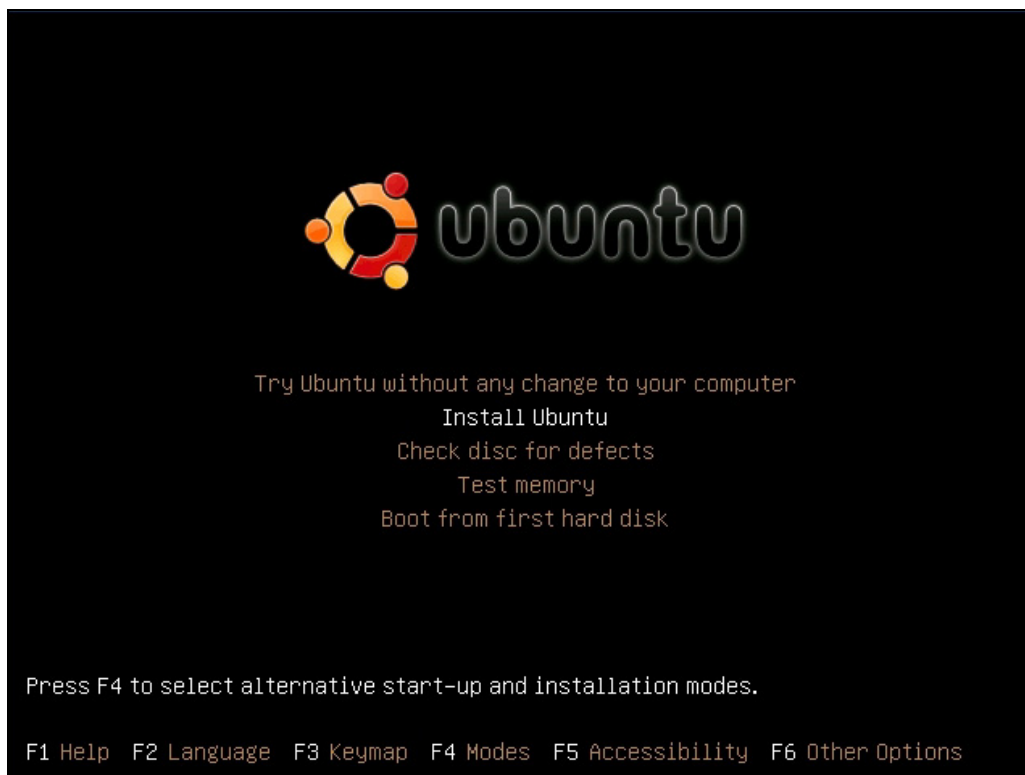 ubuntu
Try Ubuntu without any change to your computer
Install Ubuntu
Check disc for defects
Test memory
Boot from first hard disk
Press F4 to select alternative start-up and installation modes.
F1 Help F2 Language F3 Keymap F4 Modes F5 Accessibility F6 Other Options